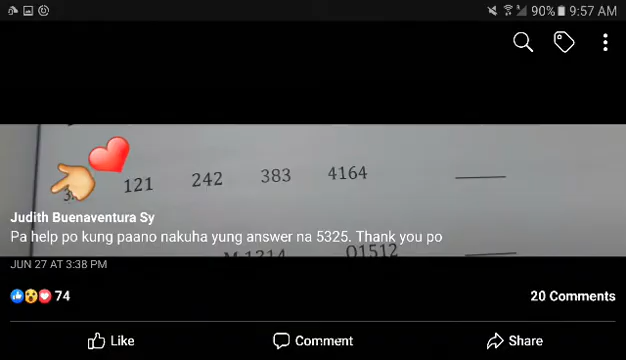 90% 9:57 AM
121 242 383 4164
Judith Buenaventura Sy
Pa help po kung paano nakuha yung answer na 5325. Thank you po
JUN 27 AT 3:38 PM
O1512
74 20 Comments
Like Comment Share